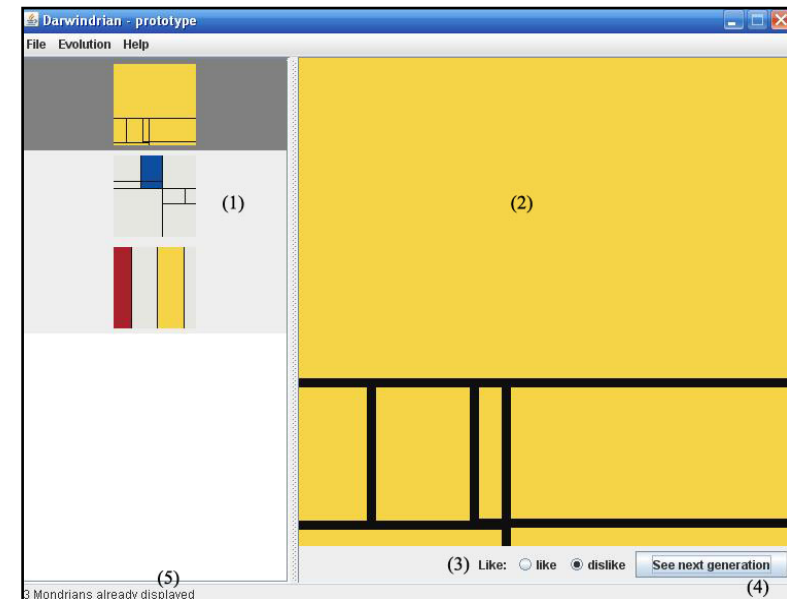 Darwindrian - prototype
File Evolution Help
(1)
(2)
(3) Like: like dislike See next generation
(4)
(5)
3 Mondrians already displayed